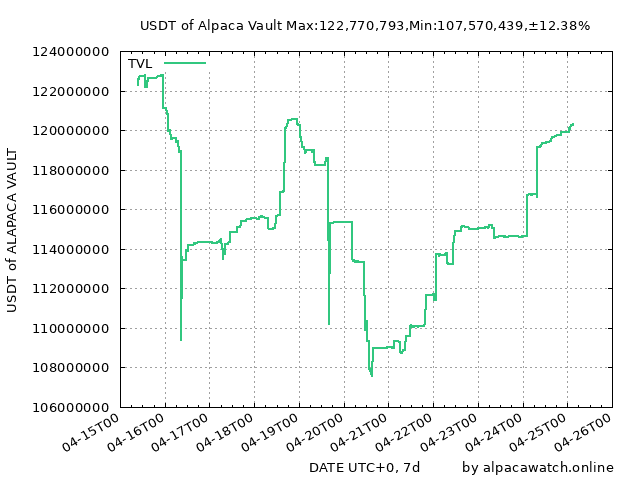 USDT of Alpaca Vault Max:122,770,793,Min:107,570,439,±12.38%
TVL
124000000
122000000
120000000
118000000
116000000
114000000
112000000
110000000
108000000
106000000
USDT of ALAPACA VAULT
04-15T00
04-16T00
04-17T00
04-18T00
04-19T00
04-20T00
04-21T00
04-22T00
04-23T00
04-24T00
04-25T00
04-26T00
DATE UTC+0, 7d
by alpacawatch.online